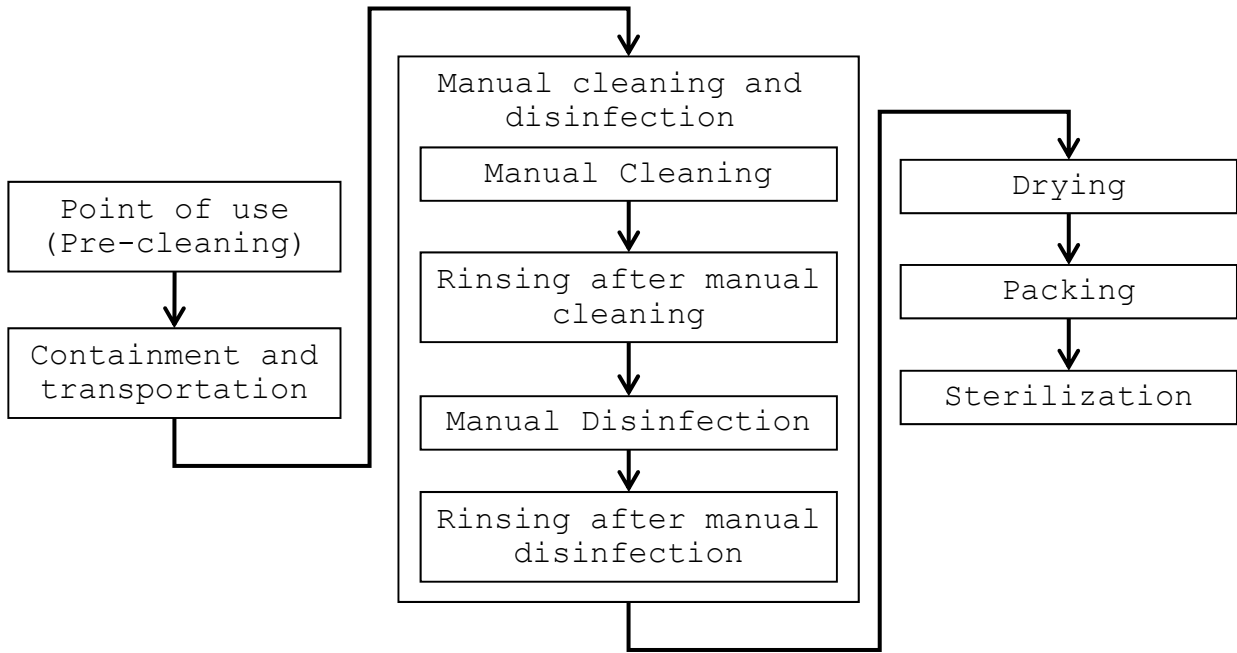 Point of use
(Pre-cleaning)
Containment and
transportation
Manual cleaning and
disinfection
Manual Cleaning
Rinsing after manual
cleaning
Manual Disinfection
Rinsing after manual
disinfection
Drying
Packing
Sterilization